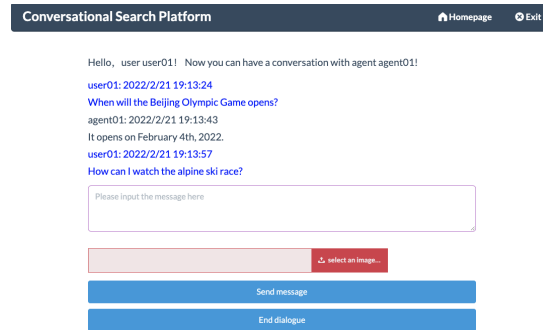 Conversational Search Platform
Homepage
Exit
Hello, user user01! Now you can have a conversation with agent agent01!
user01: 2022/2/21 19:13:24
When will the Beijing Olympic Game opens?
agent01: 2022/2/21 19:13:43
It opens on February 4th, 2022.
user01: 2022/2/21 19:13:57
How can I watch the alpine ski race?
Please input the message here
select an image...
Send message
End dialogue